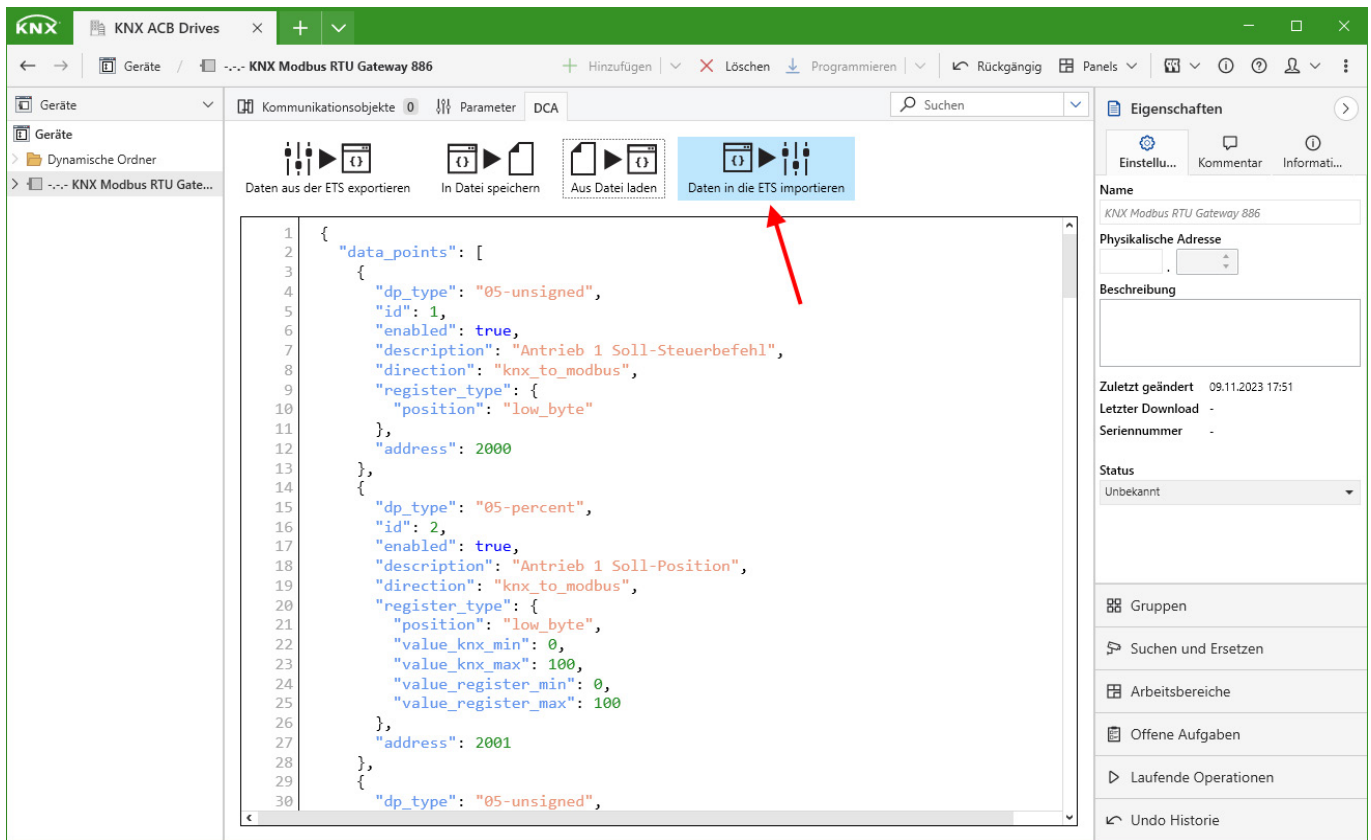 KNX
KNX ACB Drives
Geräte / -.-.- KNX Modbus RTU Gateway 886
Hinzufügen
Löschen
Programmieren
Rückgängig
Panels
Geräte
Geräte
Dynamische Ordner
-.-.- KNX Modbus RTU Gate...
Kommunikationsobjekte 0
Parameter
DCA
Suchen
Daten aus der ETS exportieren
In Datei speichern
Aus Datei laden
Daten in die ETS importieren
1 {
2 "data_points": [
3 {
4 "dp_type": "05-unsigned",
5 "id": 1,
6 "enabled": true,
7 "description": "Antrieb 1 Soll-Steuerbefehl",
8 "direction": "knx_to_modbus",
9 "register_type": {
10 "position": "low_byte"
11 },
12 "address": 2000
13 },
14 {
15 "dp_type": "05-percent",
16 "id": 2,
17 "enabled": true,
18 "description": "Antrieb 1 Soll-Position",
19 "direction": "knx_to_modbus",
20 "register_type": {
21 "position": "low_byte",
22 "value_knx_min": 0,
23 "value_knx_max": 100,
24 "value_register_min": 0,
25 "value_register_max": 100
26 },
27 "address": 2001
28 },
29 {
30 "dp_type": "05-unsigned",
Eigenschaften
Einstellu...
Kommentar
Informati...
Name
KNX Modbus RTU Gateway 886
Physikalische Adresse
.
Beschreibung
Zuletzt geändert 09.11.2023 17:51
Letzter Download -
Seriennummer -
Status
Unbekannt
Gruppen
Suchen und Ersetzen
Arbeitsbereiche
Offene Aufgaben
Laufende Operationen
Undo Historie